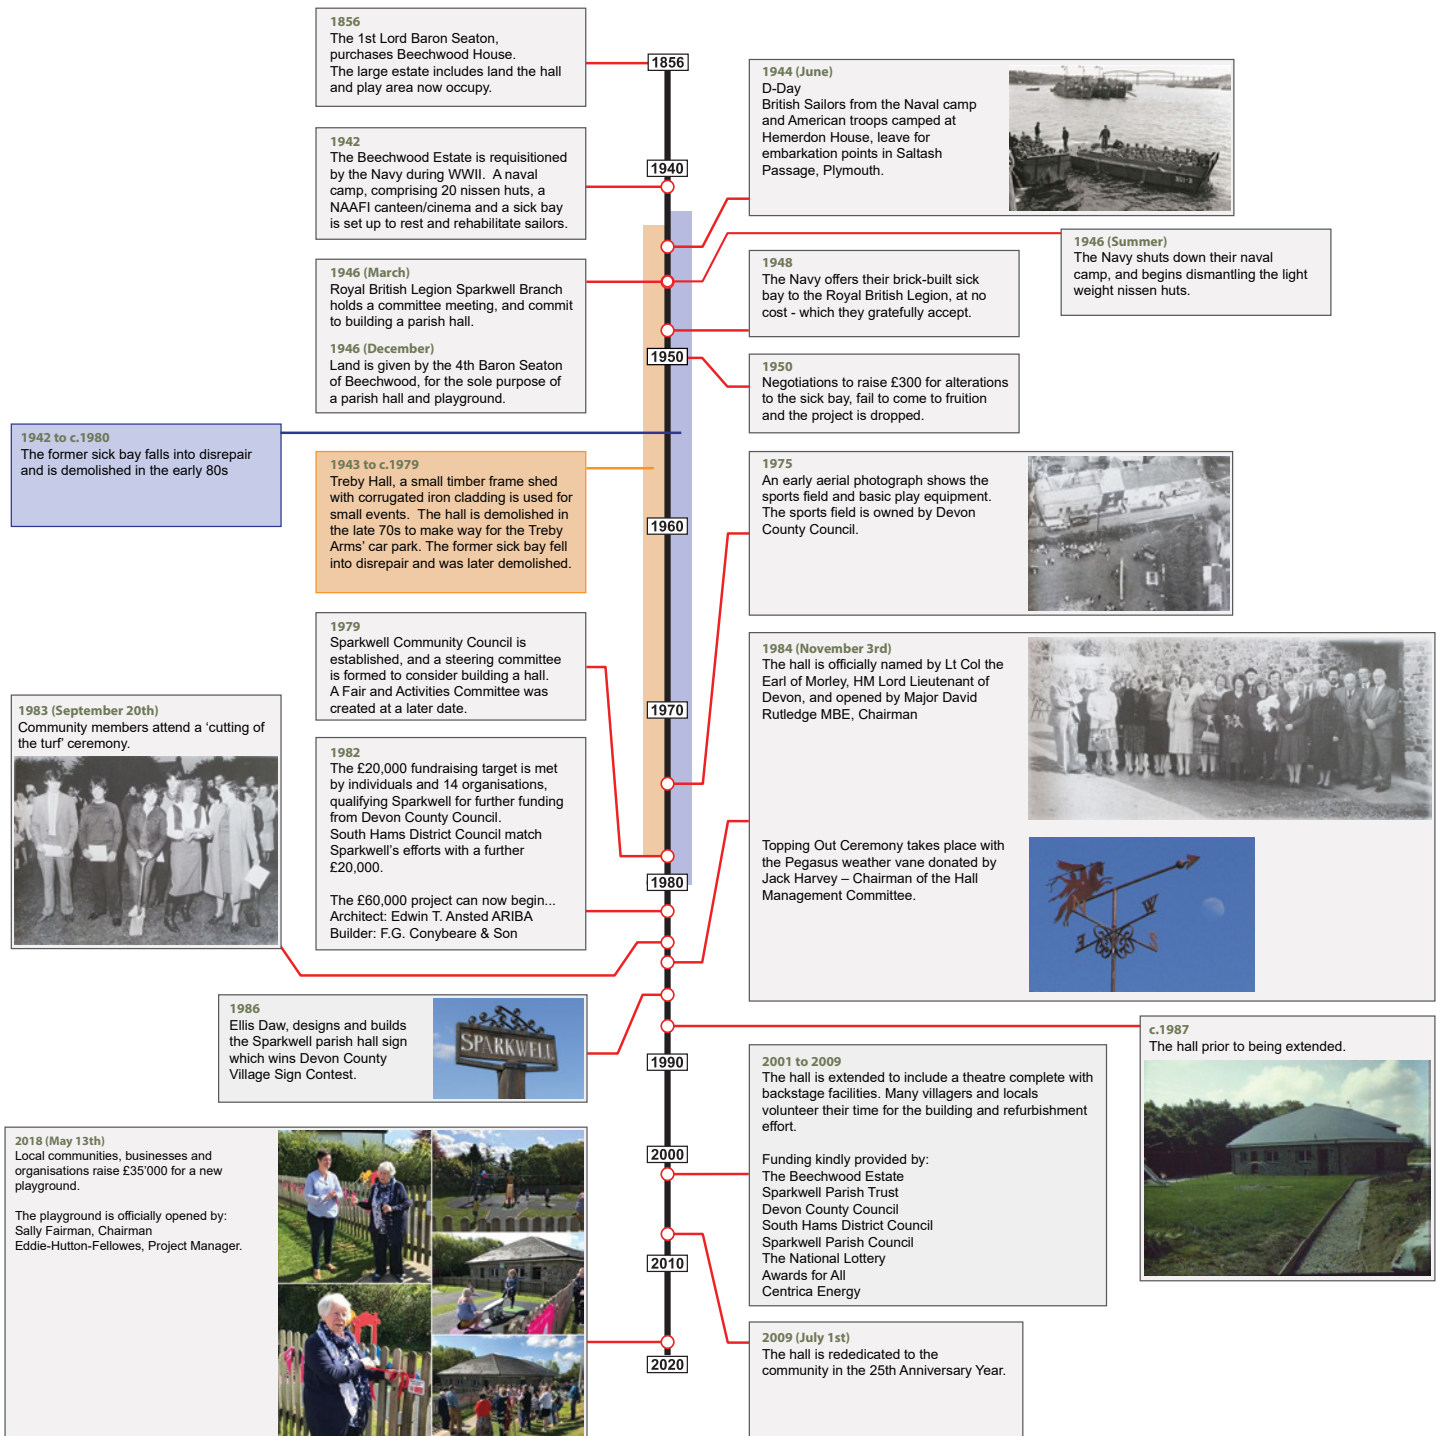 1856
The 1st Lord Baron Seaton,
purchases Beechwood House.
The large estate includes land the hall
and play area now occupy.
1942
The Beechwood Estate is requisitioned
by the Navy during WWII.  A naval
camp, comprising 20 nissen huts, a
NAAFI canteen/cinema and a sick bay
is set up to rest and rehabilitate sailors.
1946 (March)
Royal British Legion Sparkwell Branch
holds a committee meeting, and commit
to building a parish hall.
1946 (December)
Land is given by the 4th Baron Seaton
of Beechwood, for the sole purpose of
a parish hall and playground.
1942 to c.1980
The former sick bay falls into disrepair
and is demolished in the early 80s
1943 to c.1979
Treby Hall, a small timber frame shed
with corrugated iron cladding is used for
small events.  The hall is demolished in
the late 70s to make way for the Treby
Arms' car park. The former sick bay fell
into disrepair and was later demolished.
1979
Sparkwell Community Council is
established, and a steering committee
is formed to consider building a hall.
A Fair and Activities Committee was
created at a later date.
1983 (September 20th)
Community members attend a ‘cutting of
the turf’ ceremony.
1982
The £20,000 fundraising target is met
by individuals and 14 organisations,
qualifying Sparkwell for further funding
from Devon County Council.
South Hams District Council match
Sparkwell’s efforts with a further
£20,000.
The £60,000 project can now begin...
Architect: Edwin T. Ansted ARIBA
Builder: F.G. Conybeare & Son
1986
Ellis Daw, designs and builds
the Sparkwell parish hall sign
which wins Devon County
Village Sign Contest.
SPARKWELL
2018 (May 13th)
Local communities, businesses and
organisations raise £35’000 for a new
playground.
The playground is officially opened by:
Sally Fairman, Chairman
Eddie-Hutton-Fellowes, Project Manager.
1856
1940
1950
1960
1970
1980
1990
2000
2010
2020
1944 (June)
D-Day
British Sailors from the Naval camp
and American troops camped at
Hemerdon House, leave for
embarkation points in Saltash
Passage, Plymouth.
1946 (Summer)
The Navy shuts down their naval
camp, and begins dismantling the light
weight nissen huts.
1948
The Navy offers their brick-built sick
bay to the Royal British Legion, at no
cost - which they gratefully accept.
1950
Negotiations to raise £300 for alterations
to the sick bay, fail to come to fruition
and the project is dropped.
1975
An early aerial photograph shows the
sports field and basic play equipment.
The sports field is owned by Devon
County Council.
1984 (November 3rd)
The hall is officially named by Lt Col the
Earl of Morley, HM Lord Lieutenant of
Devon, and opened by Major David
Rutledge MBE, Chairman
Topping Out Ceremony takes place with
the Pegasus weather vane donated by
Jack Harvey – Chairman of the Hall
Management Committee.
W
E
S
c.1987
The hall prior to being extended.
2001 to 2009
The hall is extended to include a theatre complete with
backstage facilities. Many villagers and locals
volunteer their time for the building and refurbishment
effort.
Funding kindly provided by:
The Beechwood Estate
Sparkwell Parish Trust
Devon County Council
South Hams District Council
Sparkwell Parish Council
The National Lottery
Awards for All
Centrica Energy
2009 (July 1st)
The hall is rededicated to the
community in the 25th Anniversary Year.